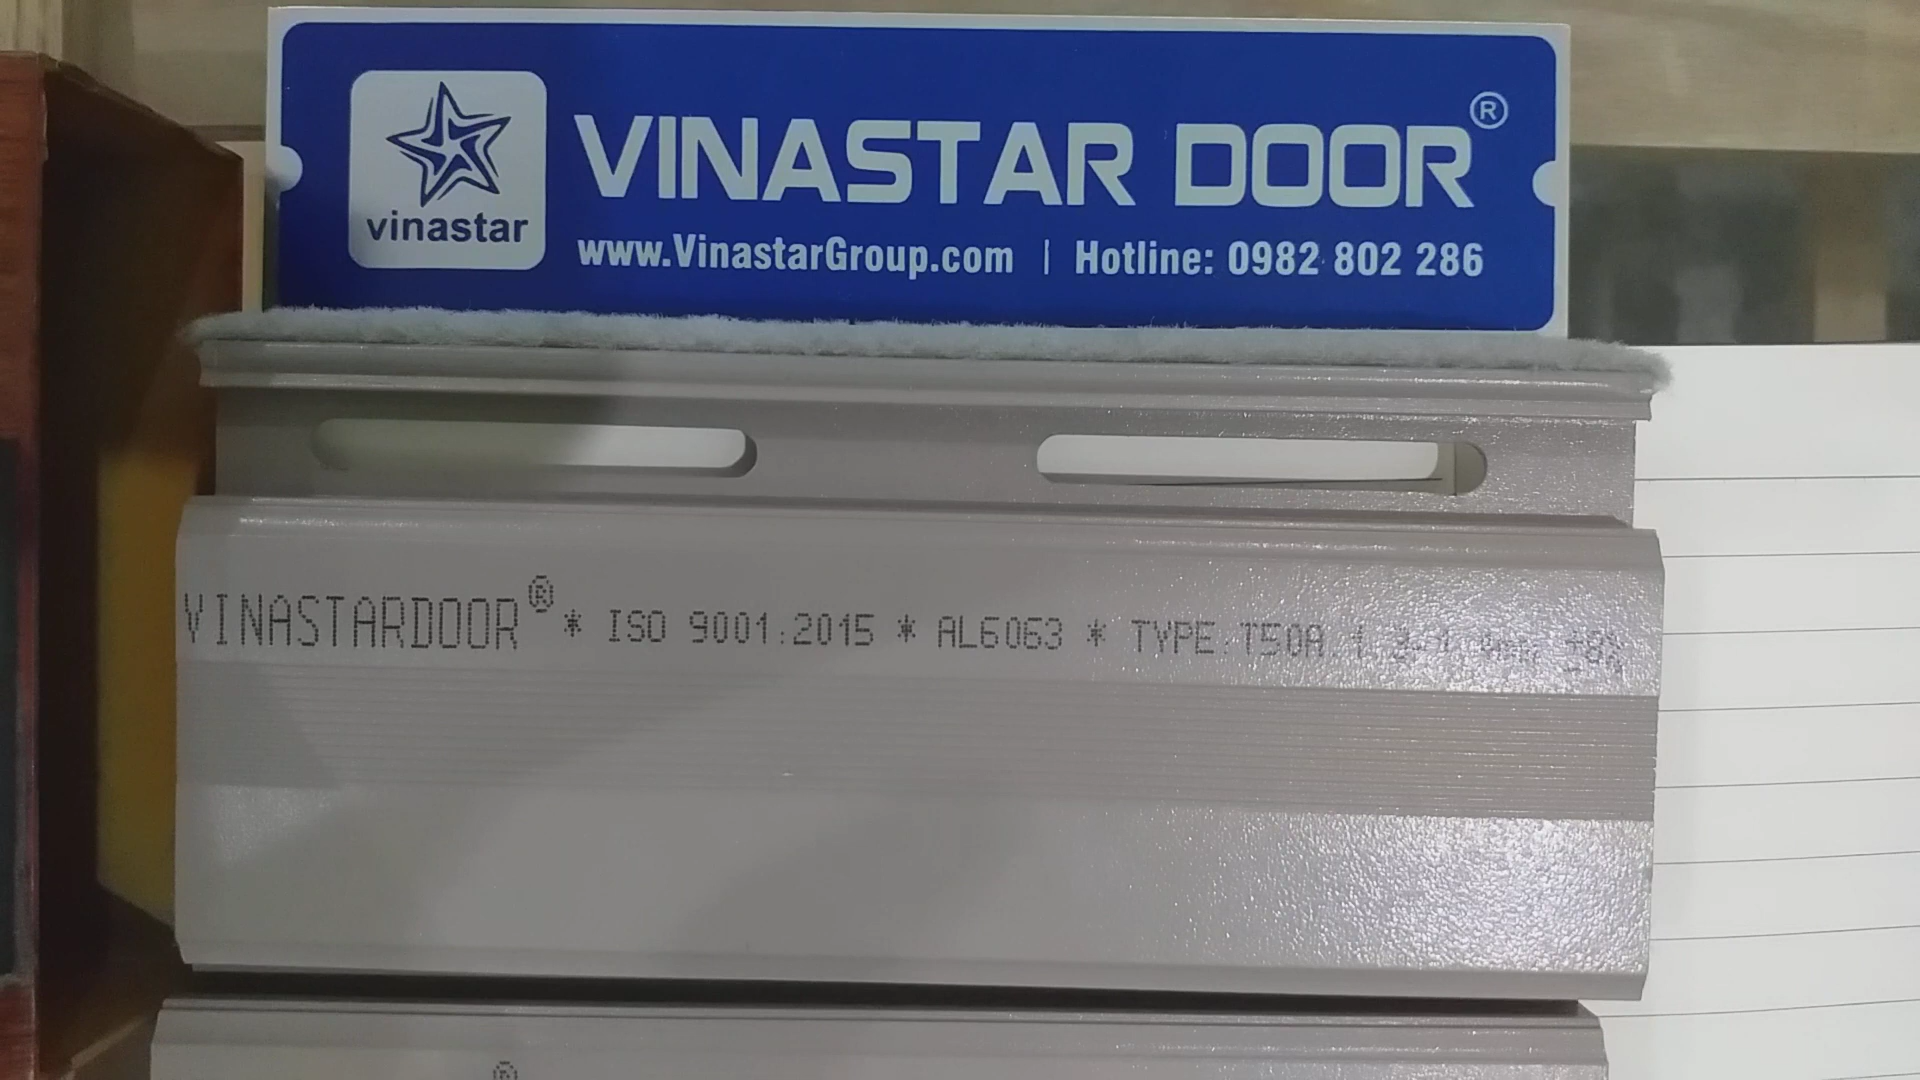 vinastar
VINASTAR DOOR®
www.VinastarGroup.com | Hotline: 0982 802 286
VINASTARDOOR® * ISO 9001:2015 * AL6063 * TYPE: T50A
®